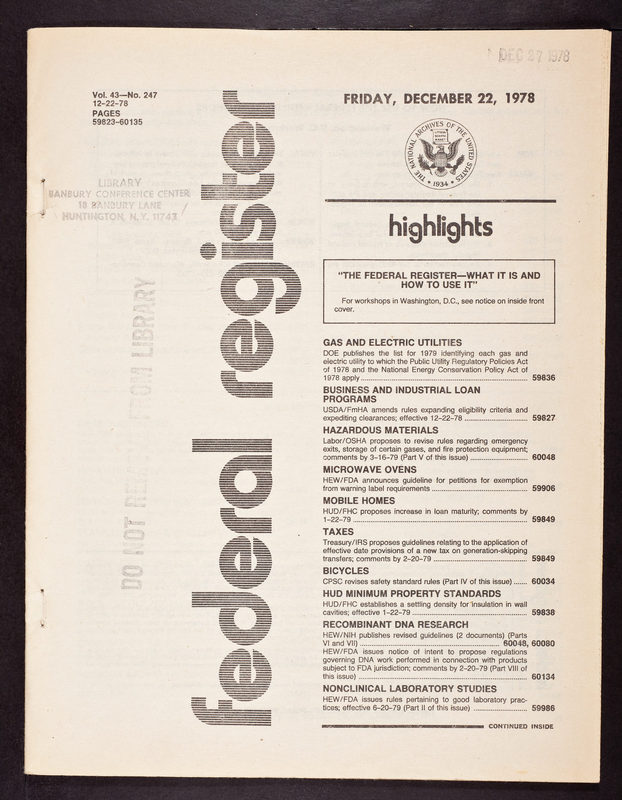 DEC 27 1978
Vol. 43—No. 247
12-22-78
PAGES
59823-60135
LIBRARY
BANBURY CONFERENCE CENTER
18 BANBURY LANE
HUNTINGTON, N.Y. 11743
DO NOT REMOVE FROM LIBRARY
federal register
FRIDAY, DECEMBER 22, 1978
THE NATIONAL ARCHIVES OF THE UNITED STATES
LITTERA
SCRIPTA
MANET
• 1934 •
highlights
"THE FEDERAL REGISTER—WHAT IT IS AND
HOW TO USE IT"
For workshops in Washington, D.C., see notice on inside front
cover.
GAS AND ELECTRIC UTILITIES
DOE publishes the list for 1979 identifying each gas and
electric utility to which the Public Utility Regulatory Policies Act
of 1978 and the National Energy Conservation Policy Act of
1978 apply ........ 59836
BUSINESS AND INDUSTRIAL LOAN
PROGRAMS
USDA/FmHA amends rules expanding eligibility criteria and
expediting clearances; effective 12-22-78 ........ 59827
HAZARDOUS MATERIALS
Labor/OSHA proposes to revise rules regarding emergency
exits, storage of certain gases, and fire protection equipment;
comments by 3-16-79 (Part V of this issue) ........ 60048
MICROWAVE OVENS
HEW/FDA announces guideline for petitions for exemption
from warning label requirements ........ 59906
MOBILE HOMES
HUD/FHC proposes increase in loan maturity; comments by
1-22-79 ........ 59849
TAXES
Treasury/IRS proposes guidelines relating to the application of
effective date provisions of a new tax on generation-skipping
transfers; comments by 2-20-79 ........ 59849
BICYCLES
CPSC revises safety standard rules (Part IV of this issue) ...... 60034
HUD MINIMUM PROPERTY STANDARDS
HUD/FHC establishes a settling density for insulation in wall
cavities; effective 1-22-79 ........ 59838
RECOMBINANT DNA RESEARCH
HEW/NIH publishes revised guidelines (2 documents) (Parts
VI and VII) ........ 60048, 60080
HEW/FDA issues notice of intent to propose regulations
governing DNA work performed in connection with products
subject to FDA jurisdiction; comments by 2-20-79 (Part VIII of
this issue) ........ 60134
NONCLINICAL LABORATORY STUDIES
HEW/FDA issues rules pertaining to good laboratory prac-
tices; effective 6-20-79 (Part II of this issue) ........ 59986
CONTINUED INSIDE